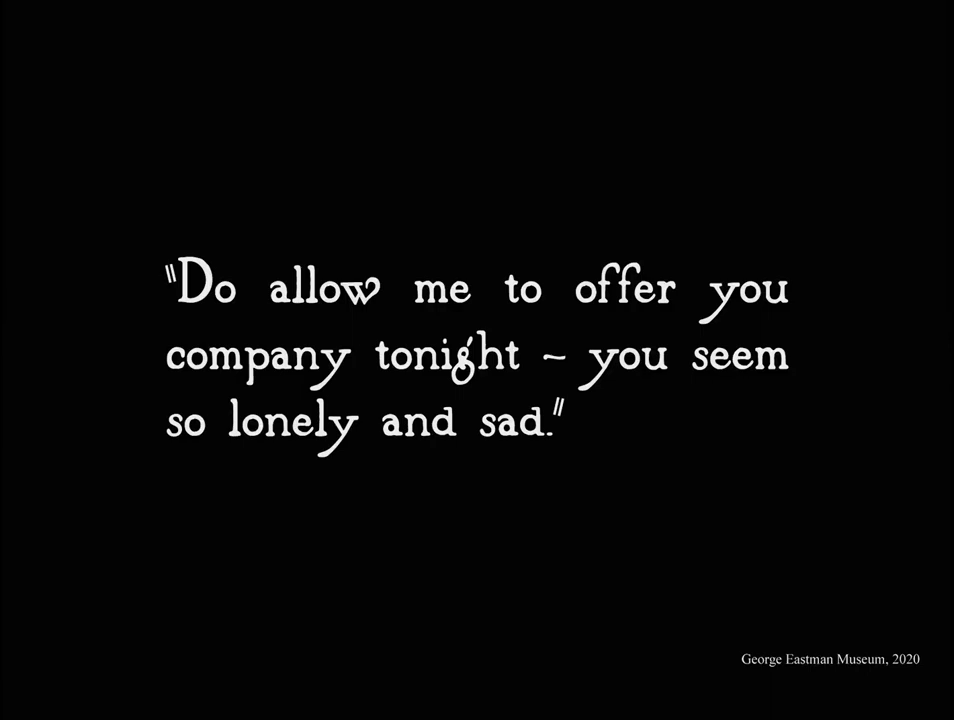 "Do allow me to offer you
company tonight – you seem
so lonely and sad."
George Eastman Museum, 2020